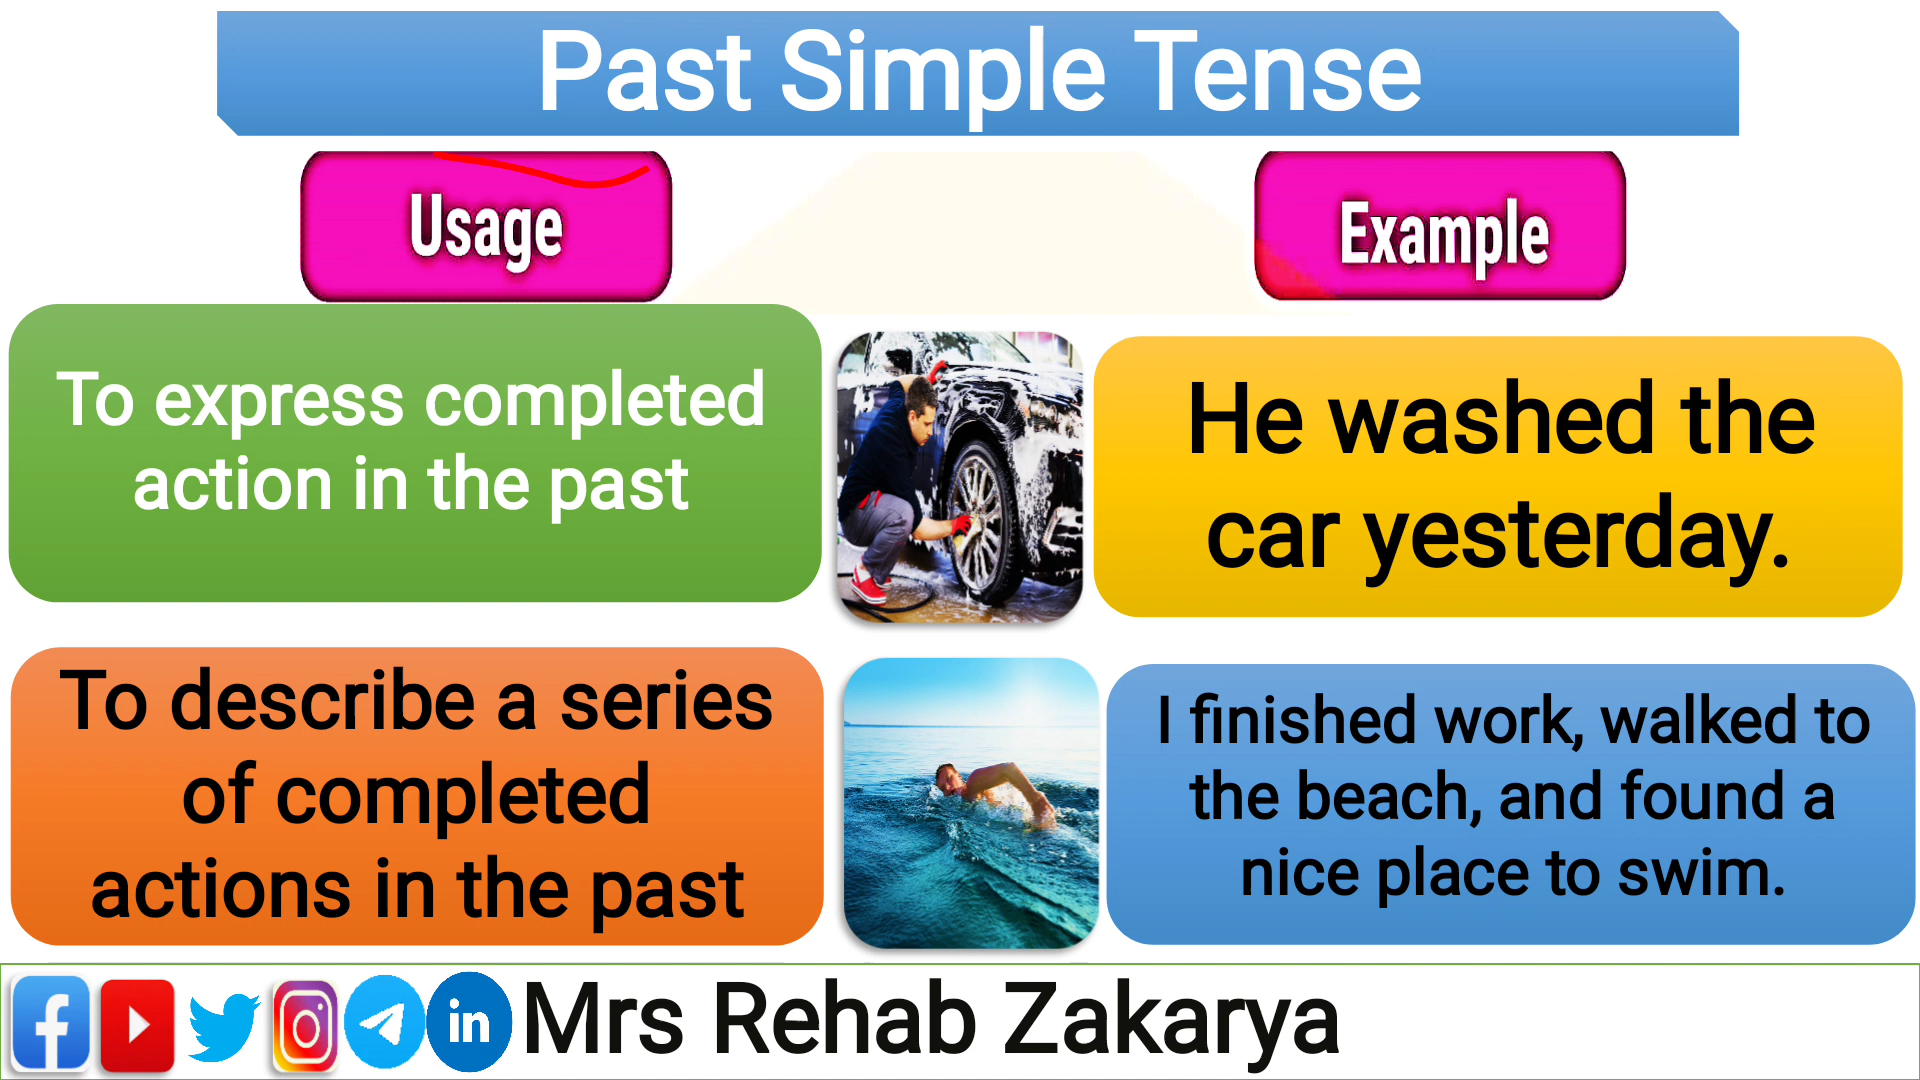 Past Simple Tense
Usage
Example
To express completed
action in the past
He washed the
car yesterday.
To describe a series
of completed
actions in the past
I finished work, walked to
the beach, and found a
nice place to swim.
Mrs Rehab Zakarya